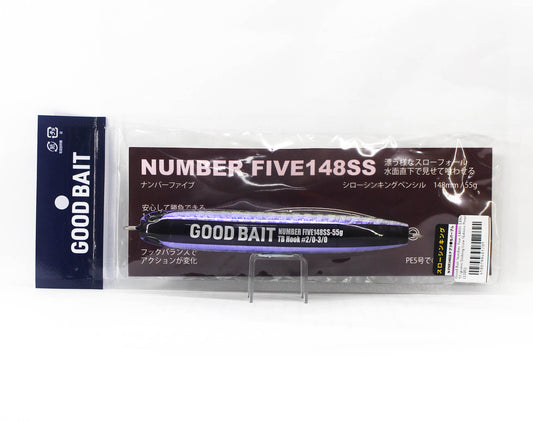 GOOD BAIT
NUMBER FIVE148SS
ナンバーファイブ
漂う様なスローフォール
水面直下で見せて喰わせる
シローシンキングペンシル 148mm / 55g
安心して勝負できる
GOOD BAIT
NUMBER FIVE148SS-55g
TB Hook #2/0-3/0
フックバランスで
アクションが変化
PE5号で
スローシンキング